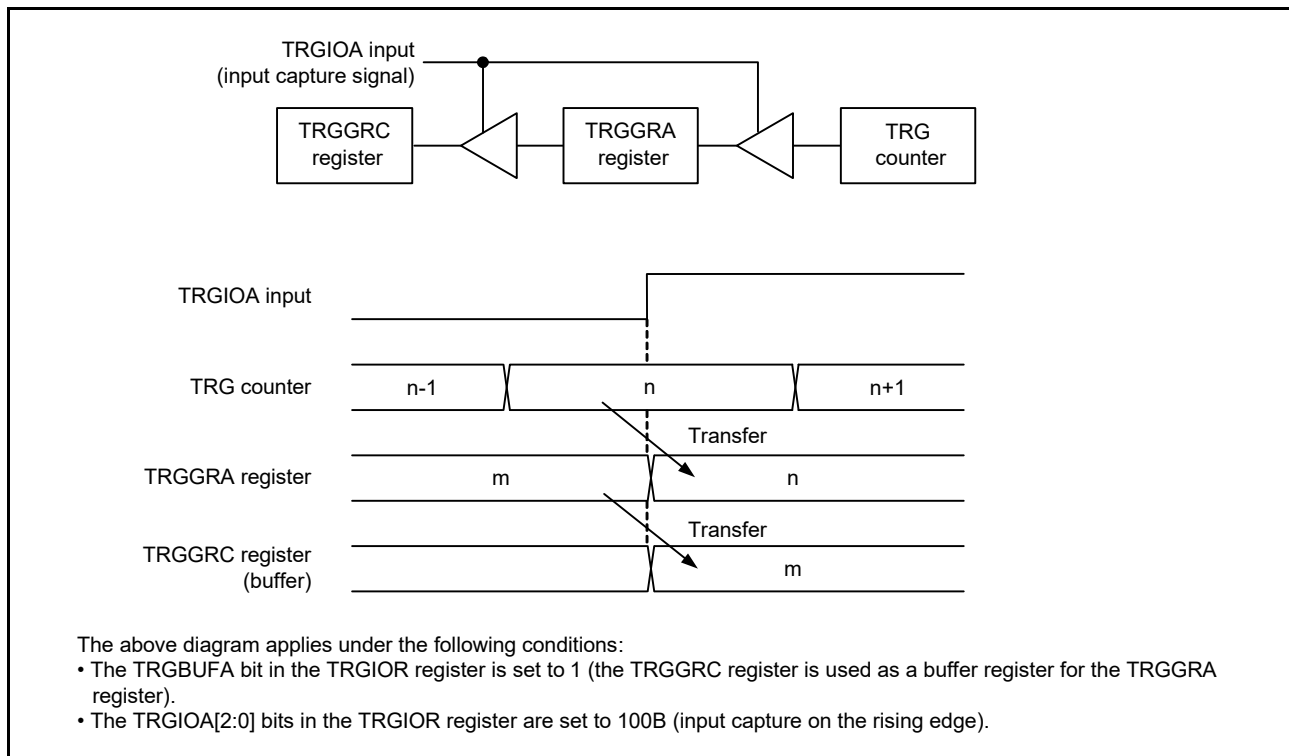 TRGIOA input
(input capture signal)
TRGGRC
register
TRGGRA
register
TRG
counter
TRGIOA input
TRG counter
n-1
n
n+1
Transfer
TRGGRA register
m
n
Transfer
TRGGRC register
(buffer)
m
The above diagram applies under the following conditions:
• The TRGBUFA bit in the TRGIOR register is set to 1 (the TRGGRC register is used as a buffer register for the TRGGRA
register).
• The TRGIOA[2:0] bits in the TRGIOR register are set to 100B (input capture on the rising edge).